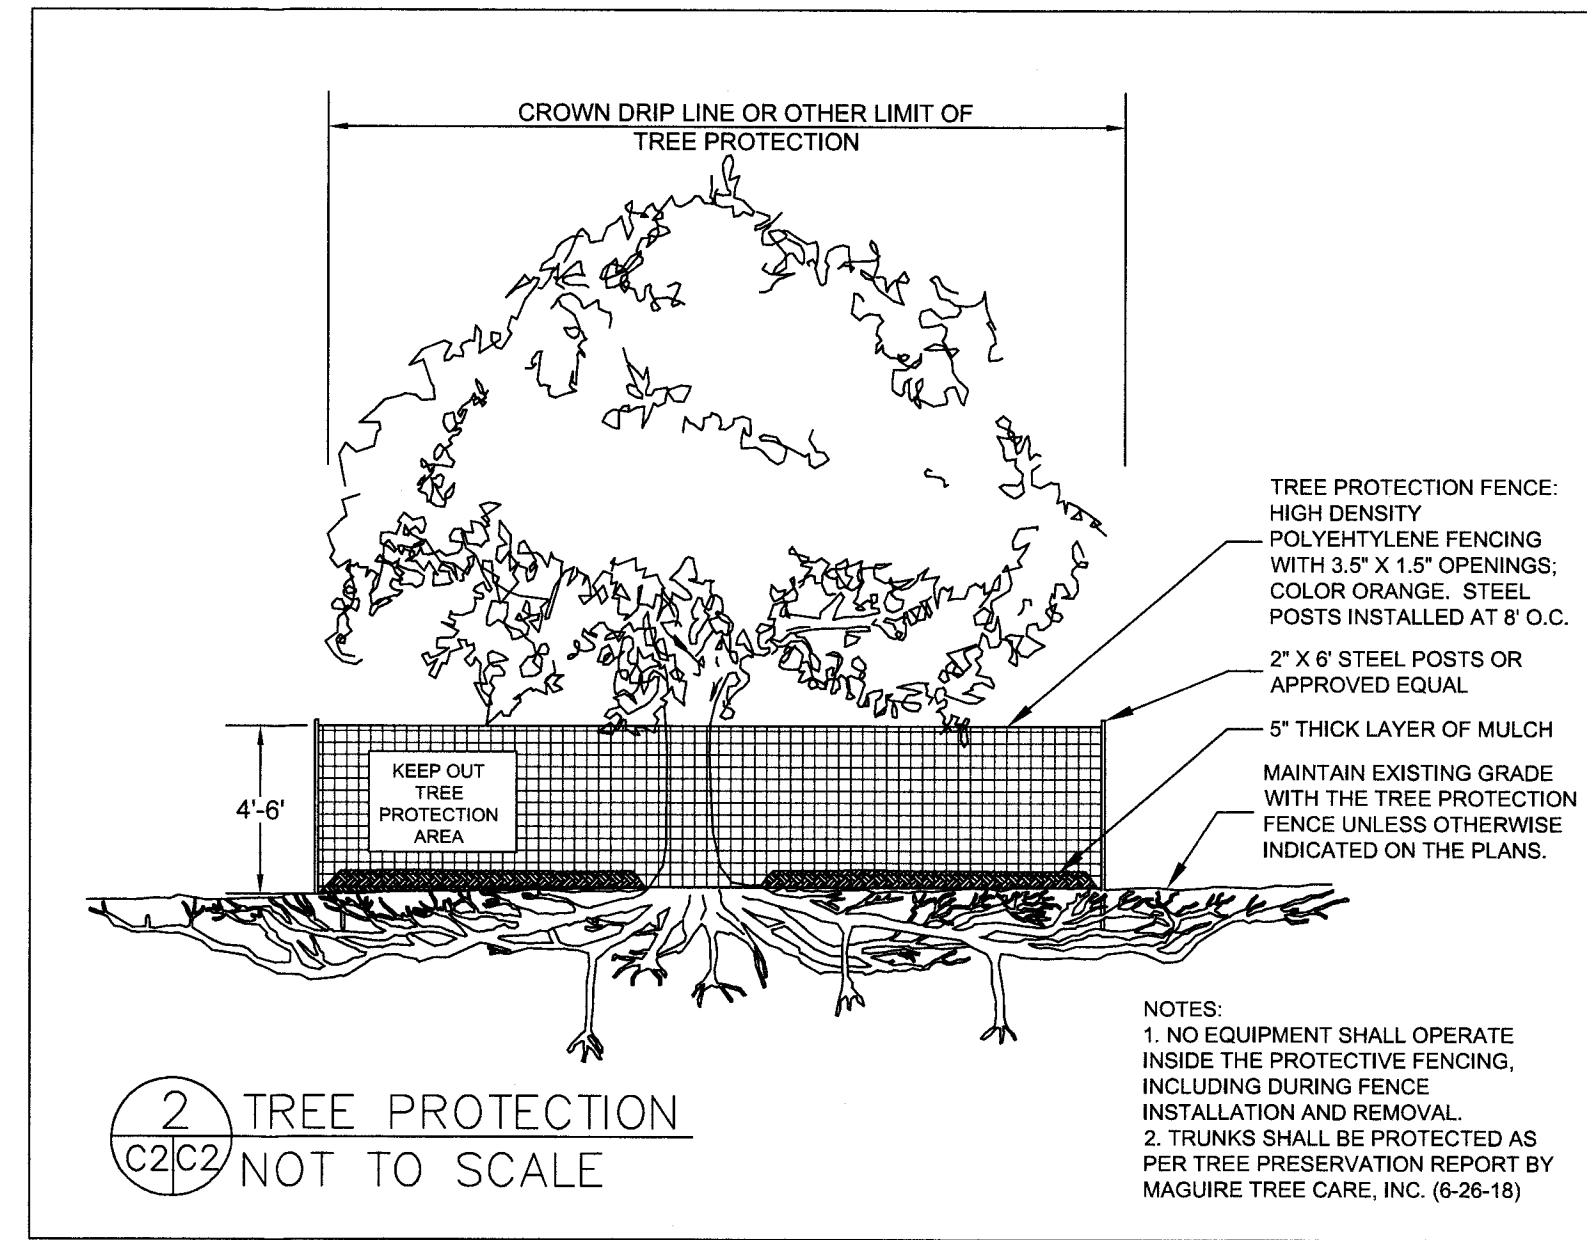 CROWN DRIP LINE OR OTHER LIMIT OF
TREE PROTECTION
TREE PROTECTION FENCE:
HIGH DENSITY
POLYEHTYLENE FENCING
WITH 3.5" X 1.5" OPENINGS;
COLOR ORANGE. STEEL
POSTS INSTALLED AT 8' O.C.
2" X 6' STEEL POSTS OR
APPROVED EQUAL
5" THICK LAYER OF MULCH
MAINTAIN EXISTING GRADE
WITH THE TREE PROTECTION
FENCE UNLESS OTHERWISE
INDICATED ON THE PLANS.
4'-6'
KEEP OUT
TREE
PROTECTION
AREA
NOTES:
1. NO EQUIPMENT SHALL OPERATE
INSIDE THE PROTECTIVE FENCING,
INCLUDING DURING FENCE
INSTALLATION AND REMOVAL.
2. TRUNKS SHALL BE PROTECTED AS
PER TREE PRESERVATION REPORT BY
MAGUIRE TREE CARE, INC. (6-26-18)
2 TREE PROTECTION
C2 C2 NOT TO SCALE